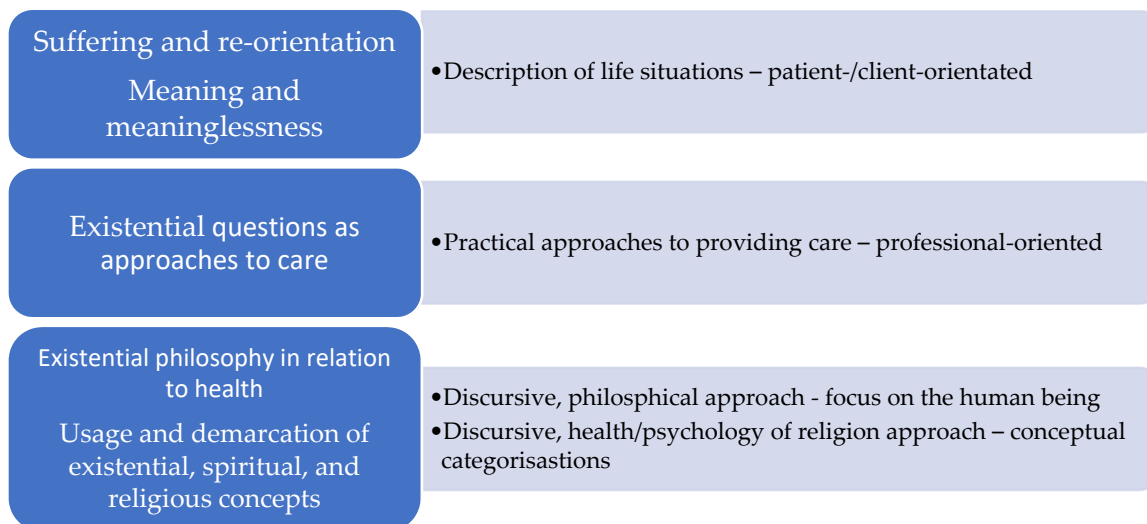 Suffering and re-orientation
Meaning and
meaninglessness
•Description of life situations – patient-/client-orientated
Existential questions as
approaches to care
•Practical approaches to providing care – professional-oriented
Existential philosophy in relation
to health
Usage and demarcation of
existential, spiritual, and
religious concepts
•Discursive, philosphical approach - focus on the human being
•Discursive, health/psychology of religion approach – conceptual
categorisastions